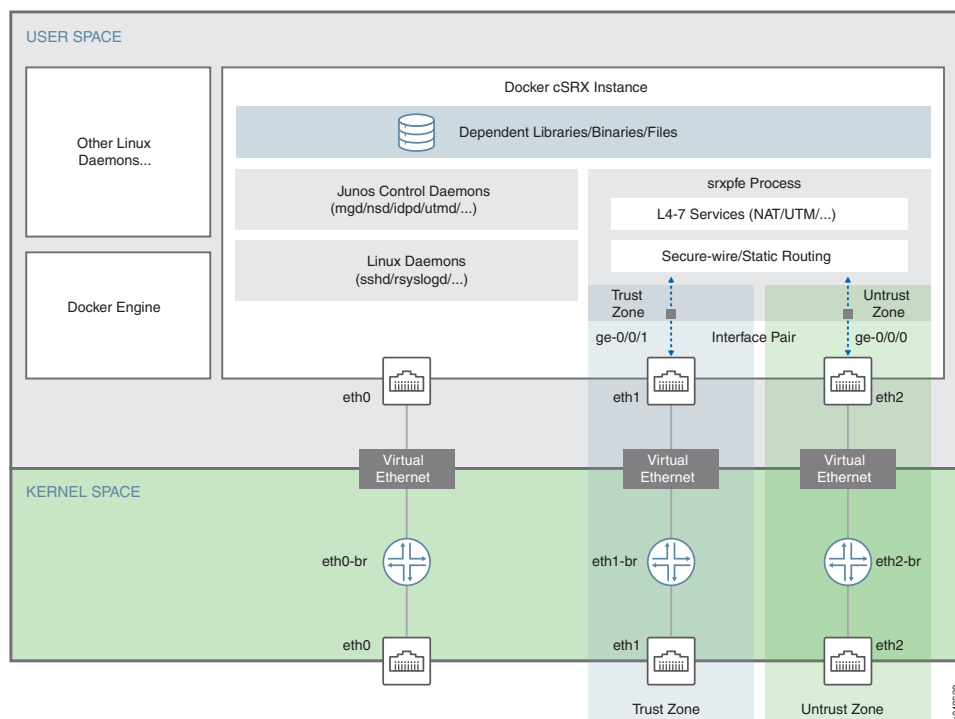 USER SPACE
Other Linux
Daemons...
Docker Engine
Docker cSRX Instance
Dependent Libraries/Binaries/Files
Junos Control Daemons
(mgd/nsd/idpd/utmd/...)
Linux Daemons
(sshd/rsyslogd/...)
srxpfe Process
L4-7 Services (NAT/UTM/...)
Secure-wire/Static Routing
Trust
Zone
Untrust
Zone
ge-0/0/1
Interface Pair
ge-0/0/0
eth0
eth1
eth2
Virtual
Ethernet
Virtual
Ethernet
Virtual
Ethernet
KERNEL SPACE
eth0-br
eth1-br
eth2-br
eth0
eth1
eth2
Trust Zone
Untrust Zone